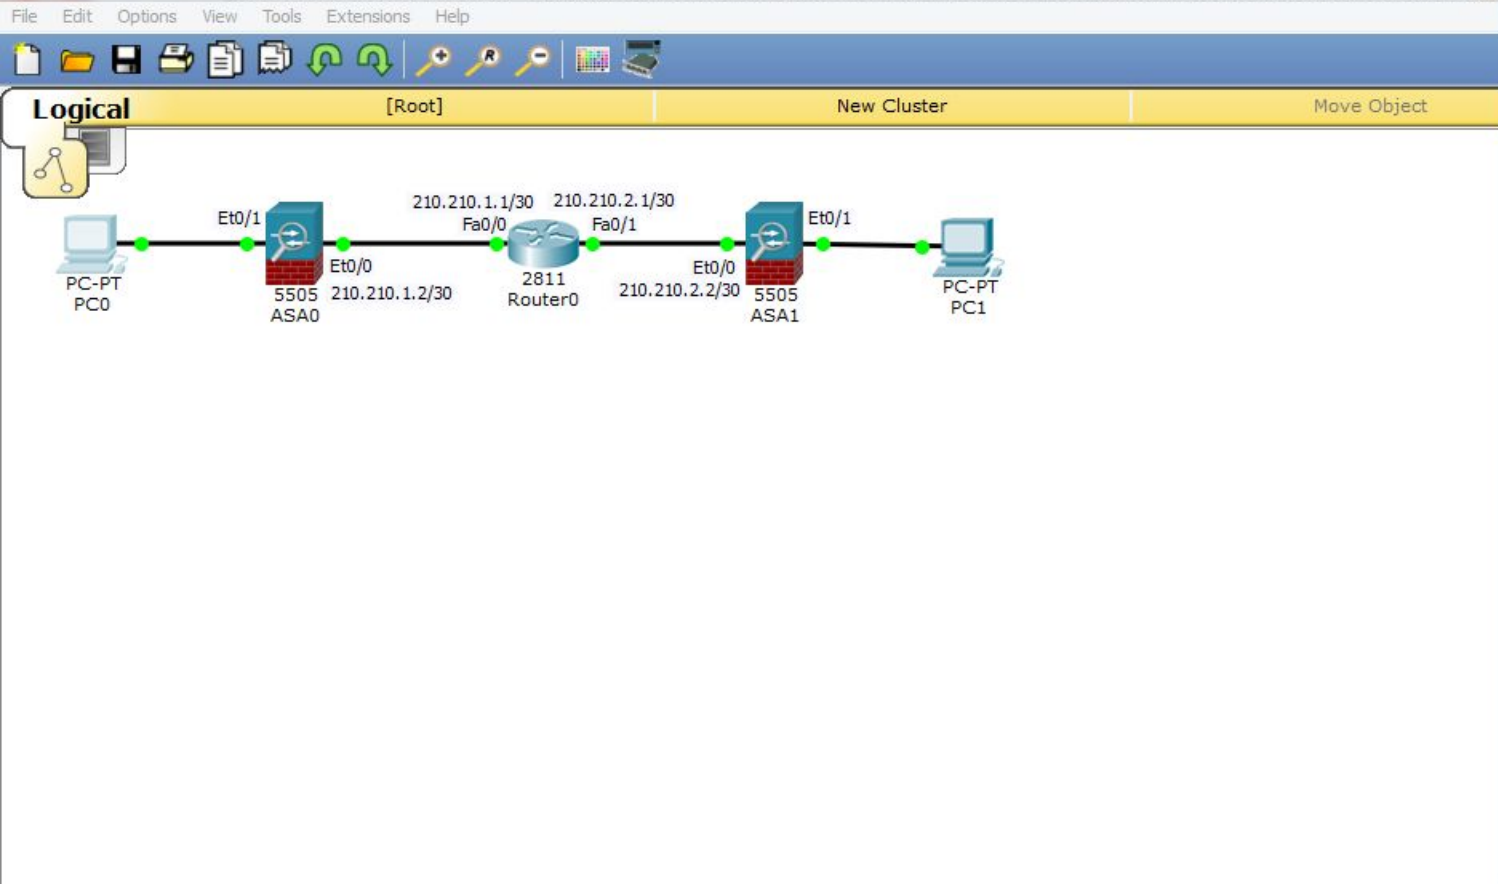 File Edit Options View Tools Extensions Help
Logical [Root] New Cluster Move Object
210.210.1.1/30 210.210.2.1/30
Et0/1 Fa0/0 Fa0/1 Et0/1
Et0/0 Et0/0
PC-PT 2811 PC-PT
PC0 5505 210.210.1.2/30 Router0 210.210.2.2/30 5505 PC1
ASA0 ASA1